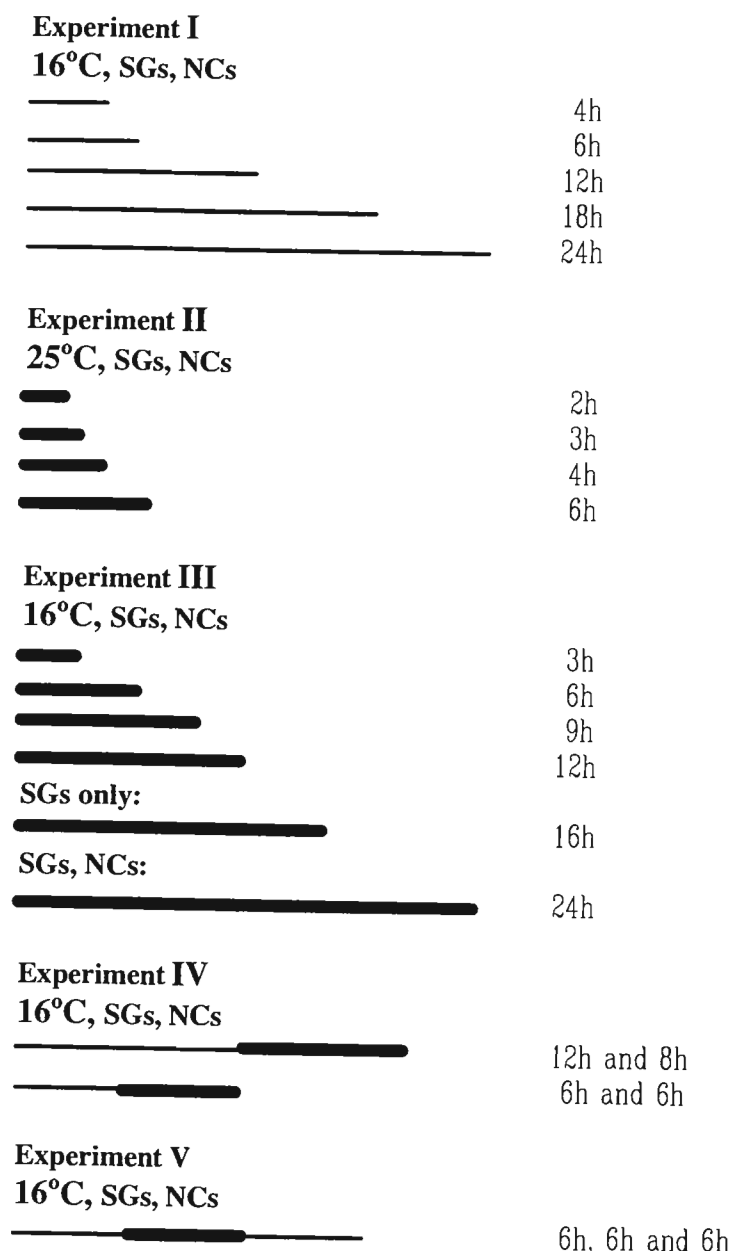 Experiment I
16°C, SGs, NCs
4h
6h
12h
18h
24h
Experiment II
25°C, SGs, NCs
2h
3h
4h
6h
Experiment III
16°C, SGs, NCs
3h
6h
9h
12h
SGs only:
16h
SGs, NCs:
24h
Experiment IV
16°C, SGs, NCs
12h and 8h
6h and 6h
Experiment V
16°C, SGs, NCs
6h, 6h and 6h